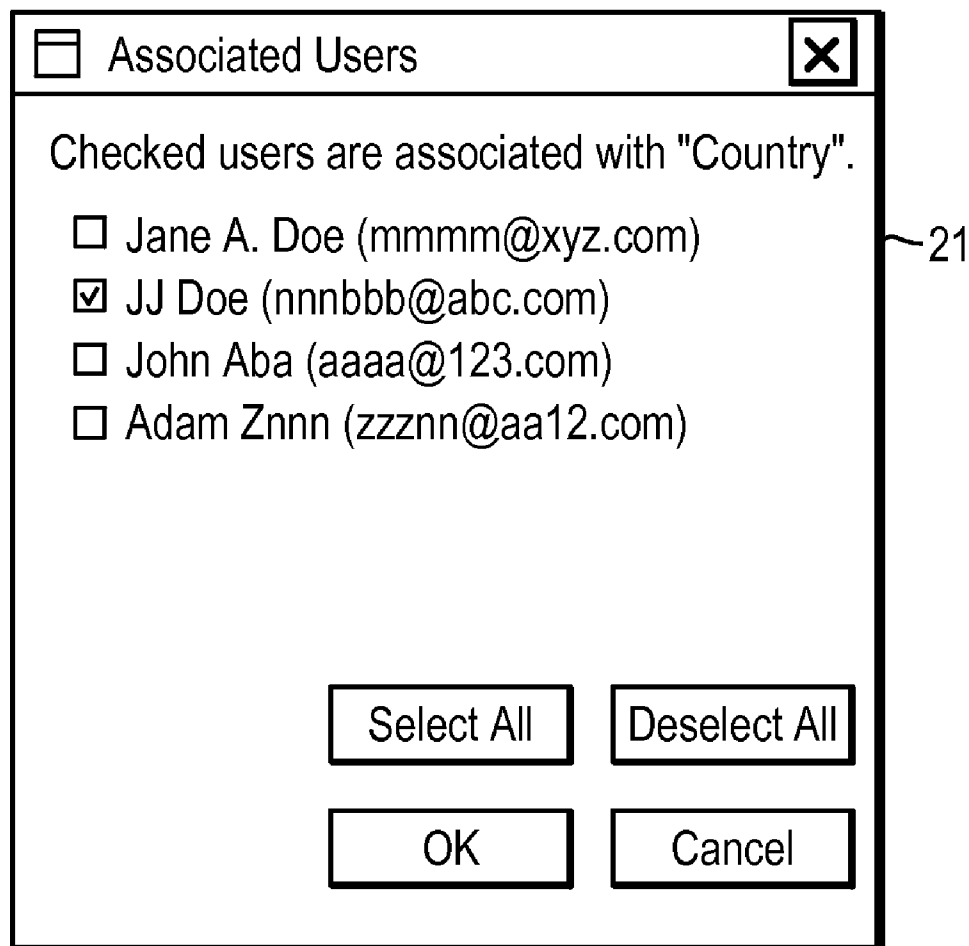 Associated Users
Checked users are associated with "Country".
Jane A. Doe (mmmm@xyz.com)
21
JJ Doe (nnnbbb@abc.com)
John Aba (aaaa@123.com)
Adam Znnn (zzznn@aa12.com)
Select All
Deselect All
OK
Cancel